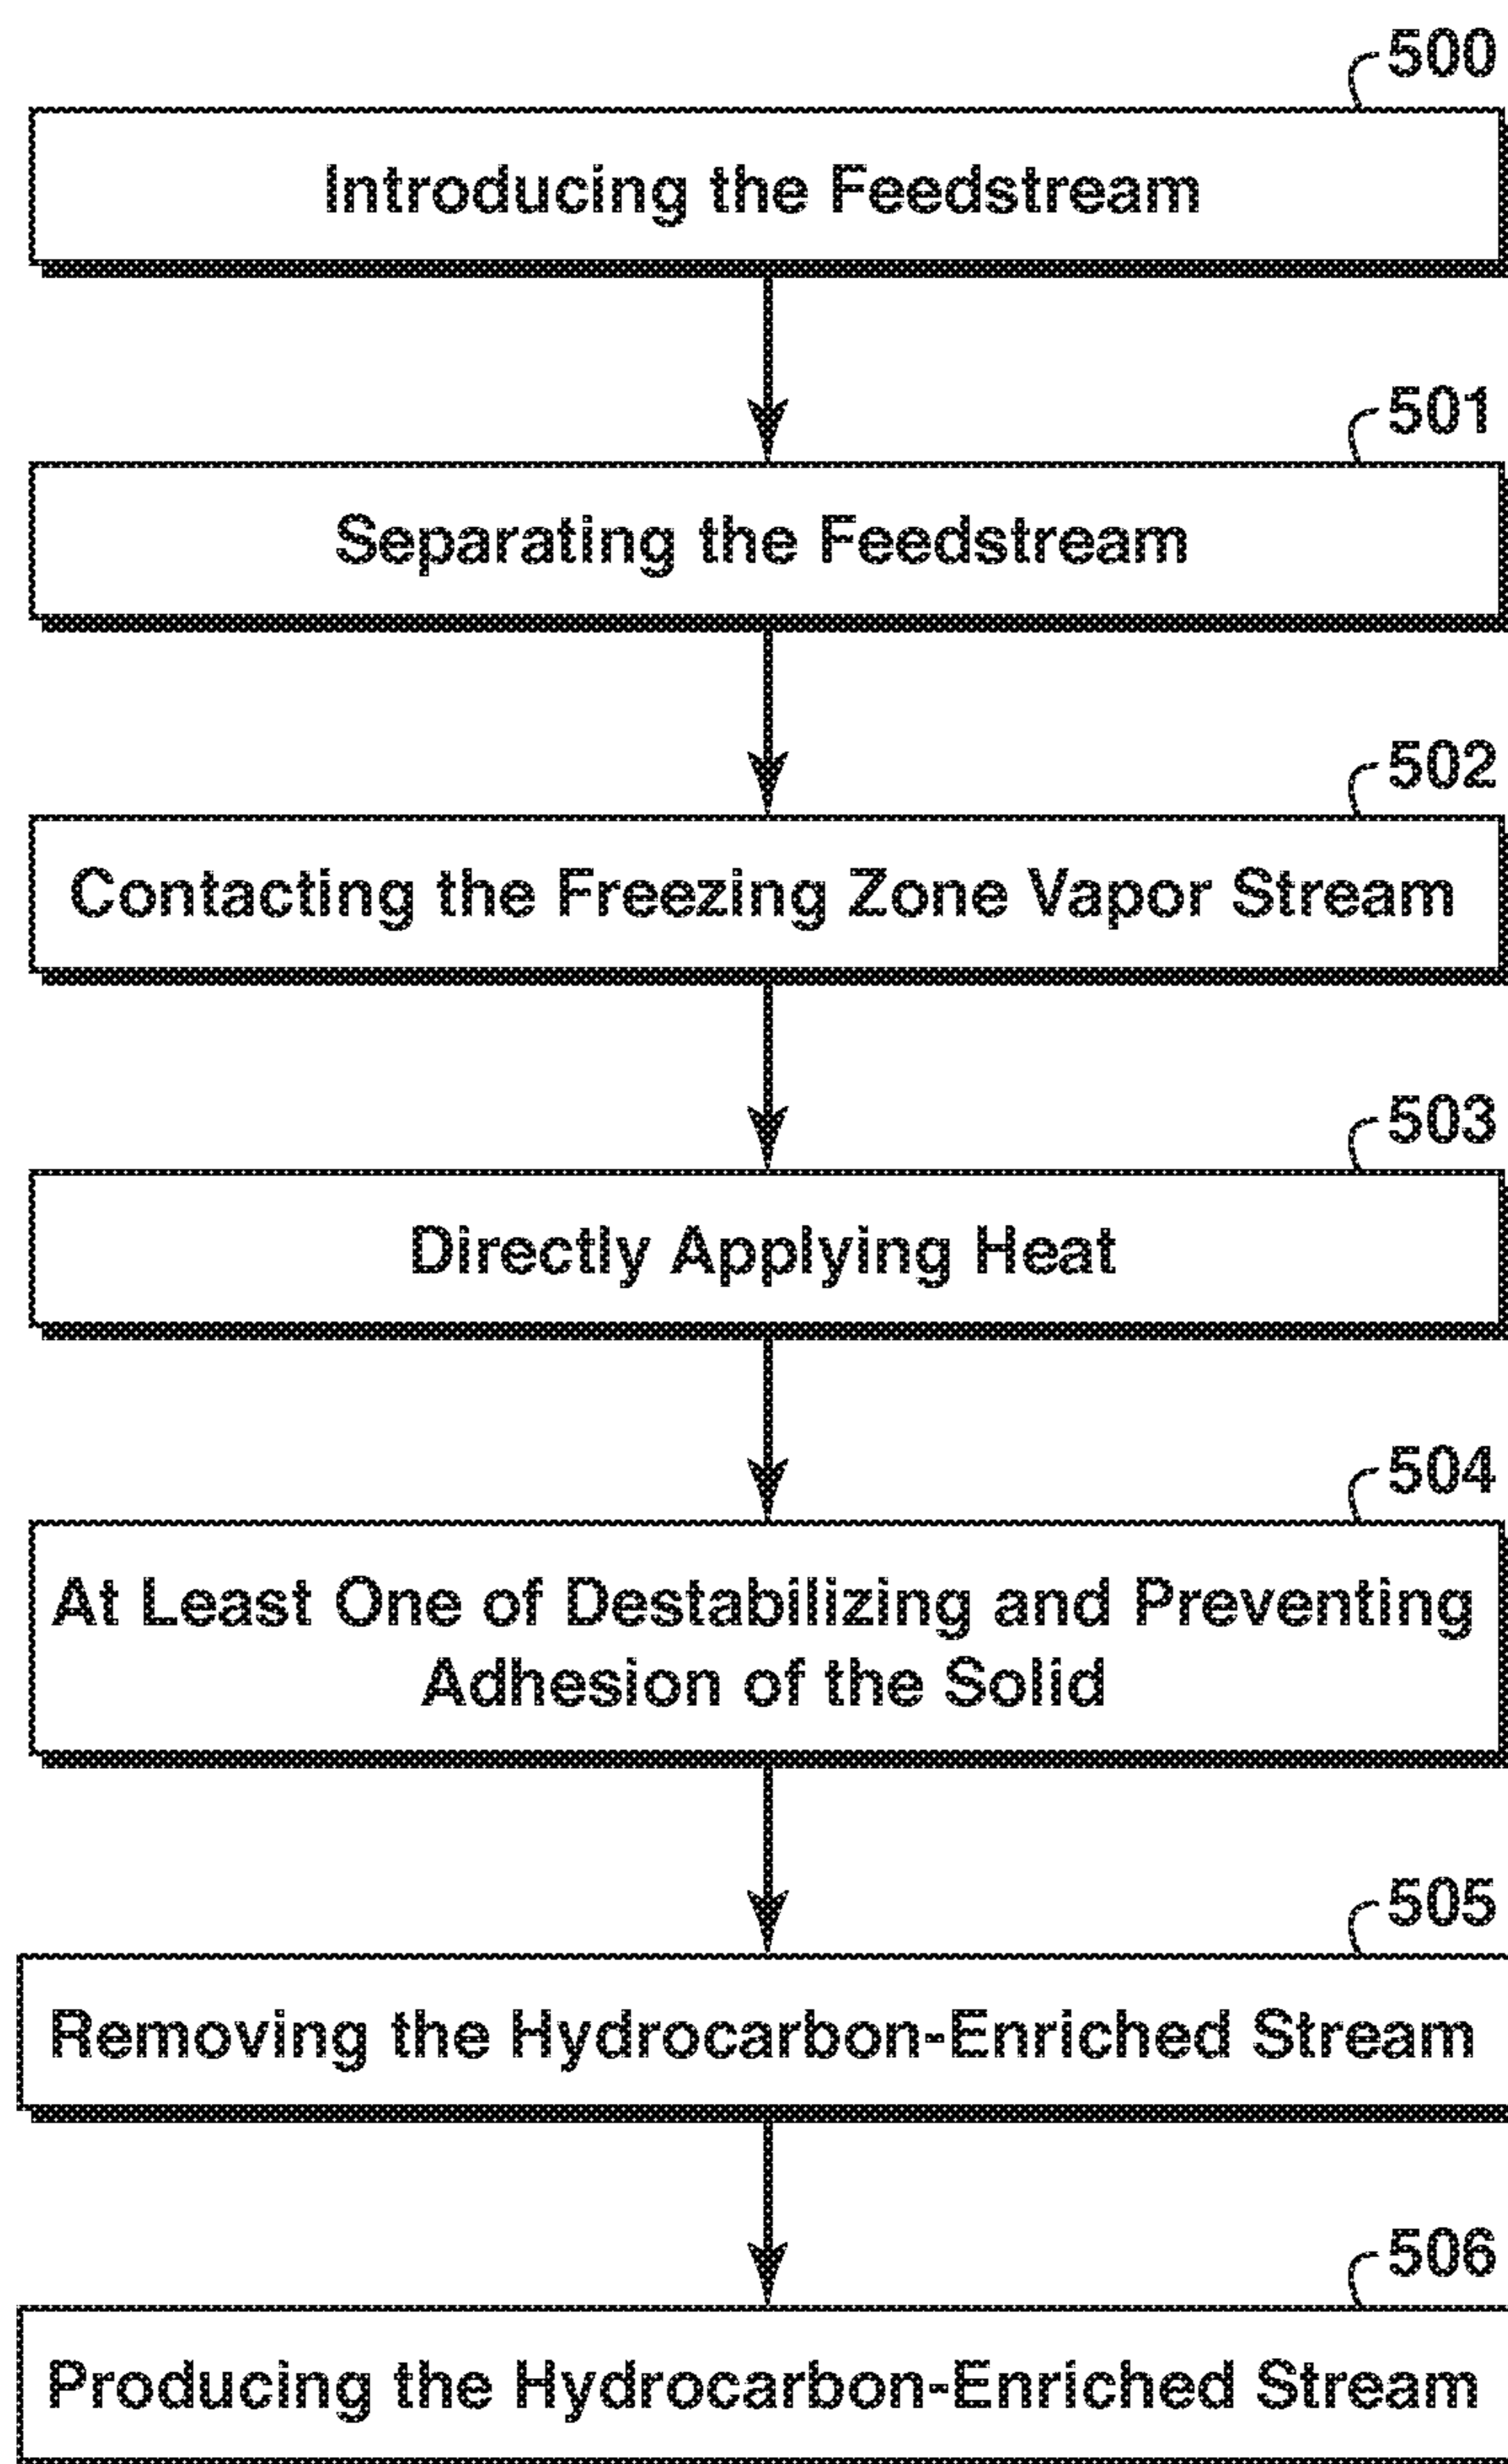 500
Introducing the Feedstream
501
Separating the Feedstream
502
Contacting the Freezing Zone Vapor Stream
503
Directly Applying Heat
504
At Least One of Destabilizing and Preventing
Adhesion of the Solid
505
Removing the Hydrocarbon-Enriched Stream
506
Producing the Hydrocarbon-Enriched Stream